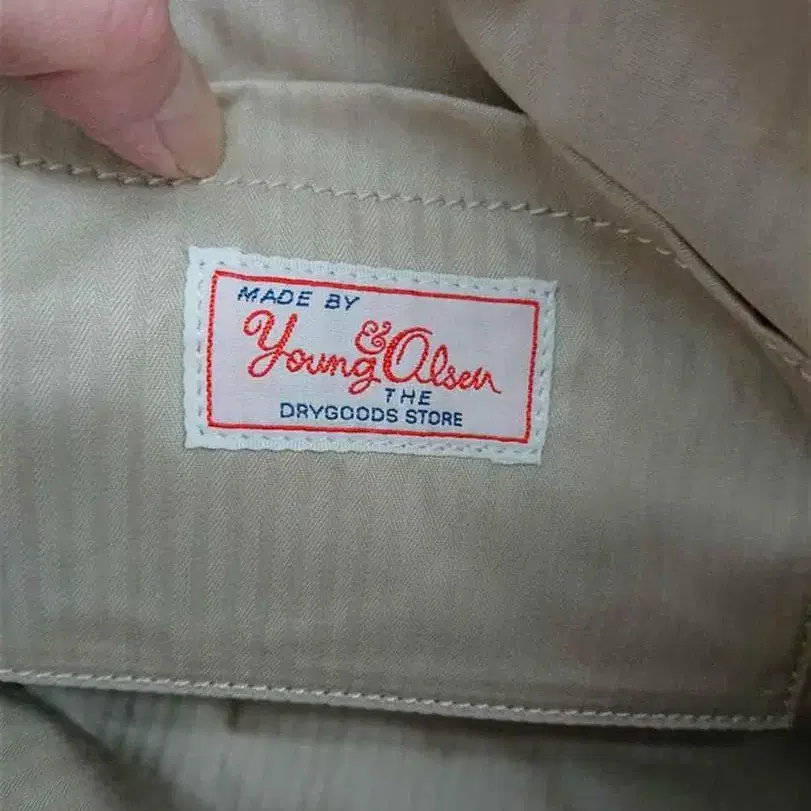 MADE BY
Young & Olsen
THE
DRYGOODS STORE